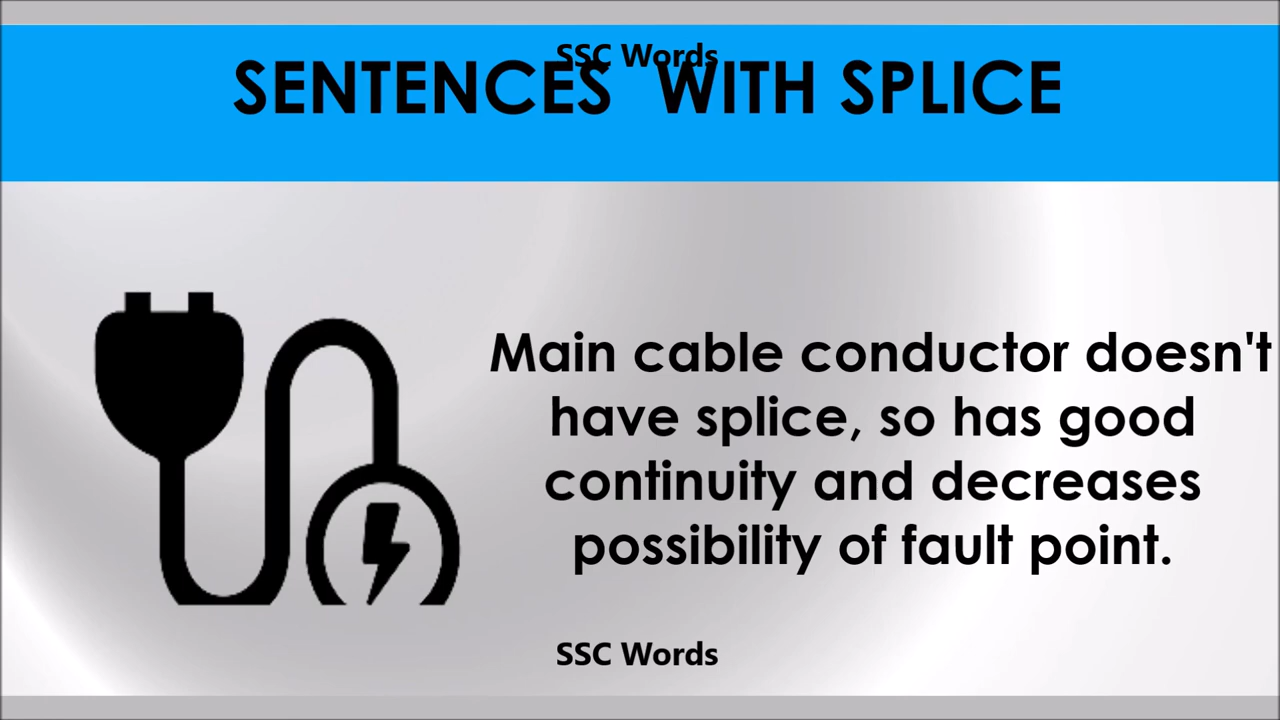 SSC Words
SENTENCES WITH SPLICE
Main cable conductor doesn't
have splice, so has good
continuity and decreases
possibility of fault point.
SSC Words